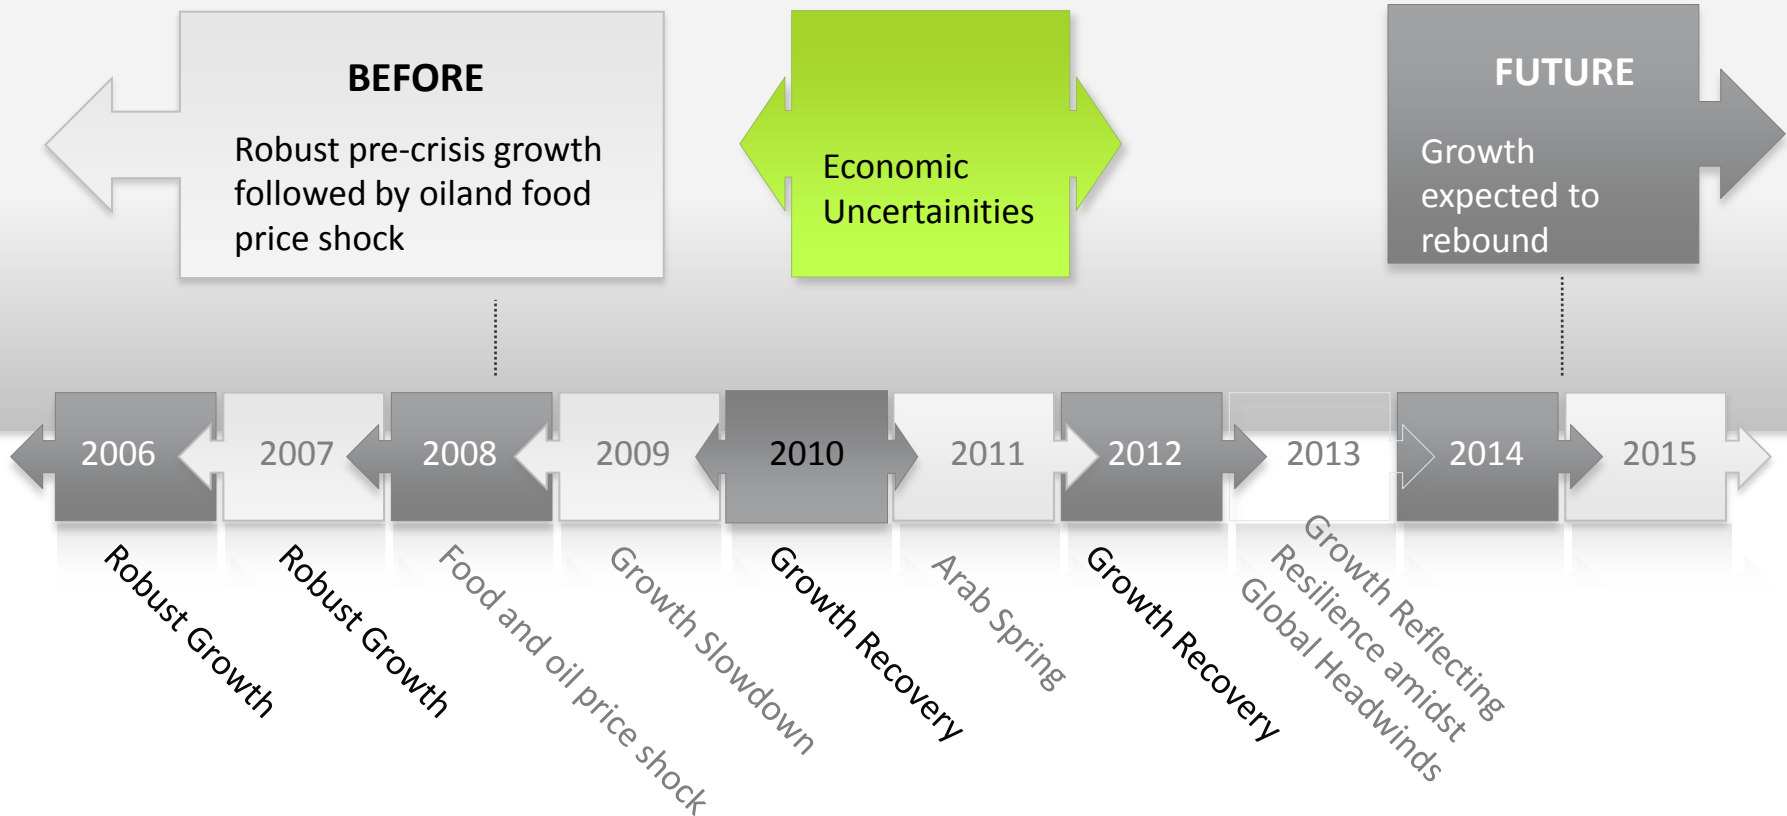 BEFORE
Robust pre-crisis growth
followed by oiland food
price shock
Economic
Uncertainities
FUTURE
Growth
expected to
rebound
2006
2007
2008
2009
2010
2011
2012
2013
2014
2015
Robust Growth
Robust Growth
Food and oil price shock
Growth Slowdown
Growth Recovery
Arab Spring
Growth Recovery
Growth Reflecting
Resilience amidst
Global Headwinds